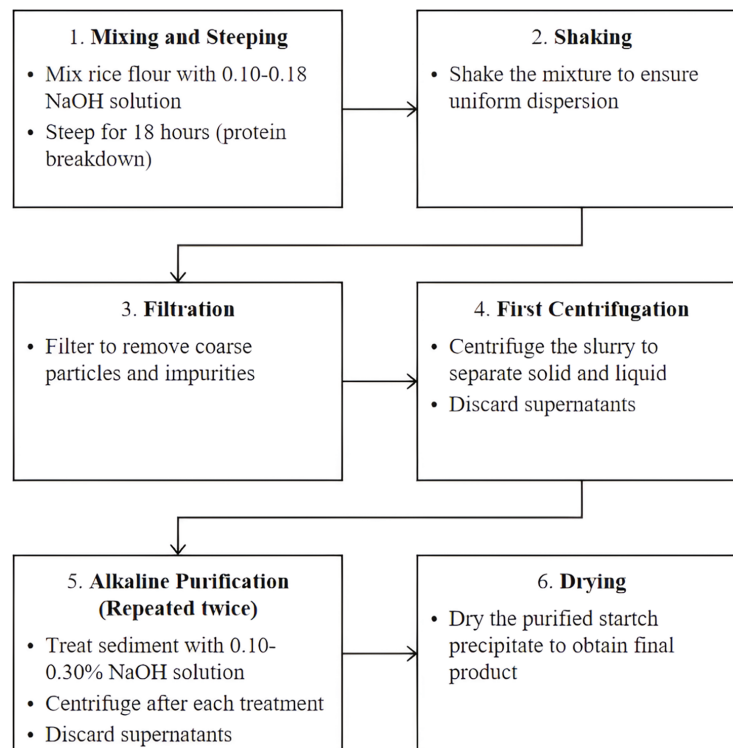 1. Mixing and Steeping
• Mix rice flour with 0.10-0.18
NaOH solution
• Steep for 18 hours (protein
breakdown)
2. Shaking
• Shake the mixture to ensure
uniform dispersion
3. Filtration
• Filter to remove coarse
particles and impurities
4. First Centrifugation
• Centrifuge the slurry to
separate solid and liquid
• Discard supernatants
5. Alkaline Purification
(Repeated twice)
• Treat sediment with 0.10-
0.30% NaOH solution
• Centrifuge after each treatment
• Discard supernatants
6. Drying
• Dry the purified startch
precipitate to obtain final
product